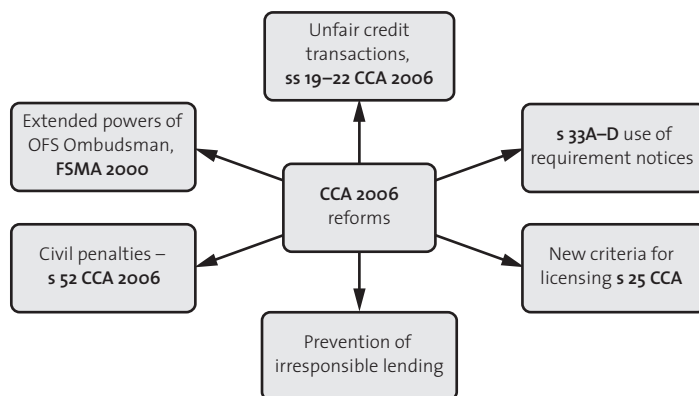 Unfair credit
transactions,
ss 19–22 CCA 2006
Extended powers of
OFS Ombudsman,
FSMA 2000
s 33A–D use of
requirement notices
CCA 2006
reforms
Civil penalties –
s 52 CCA 2006
New criteria for
licensing s 25 CCA
Prevention of
irresponsible lending